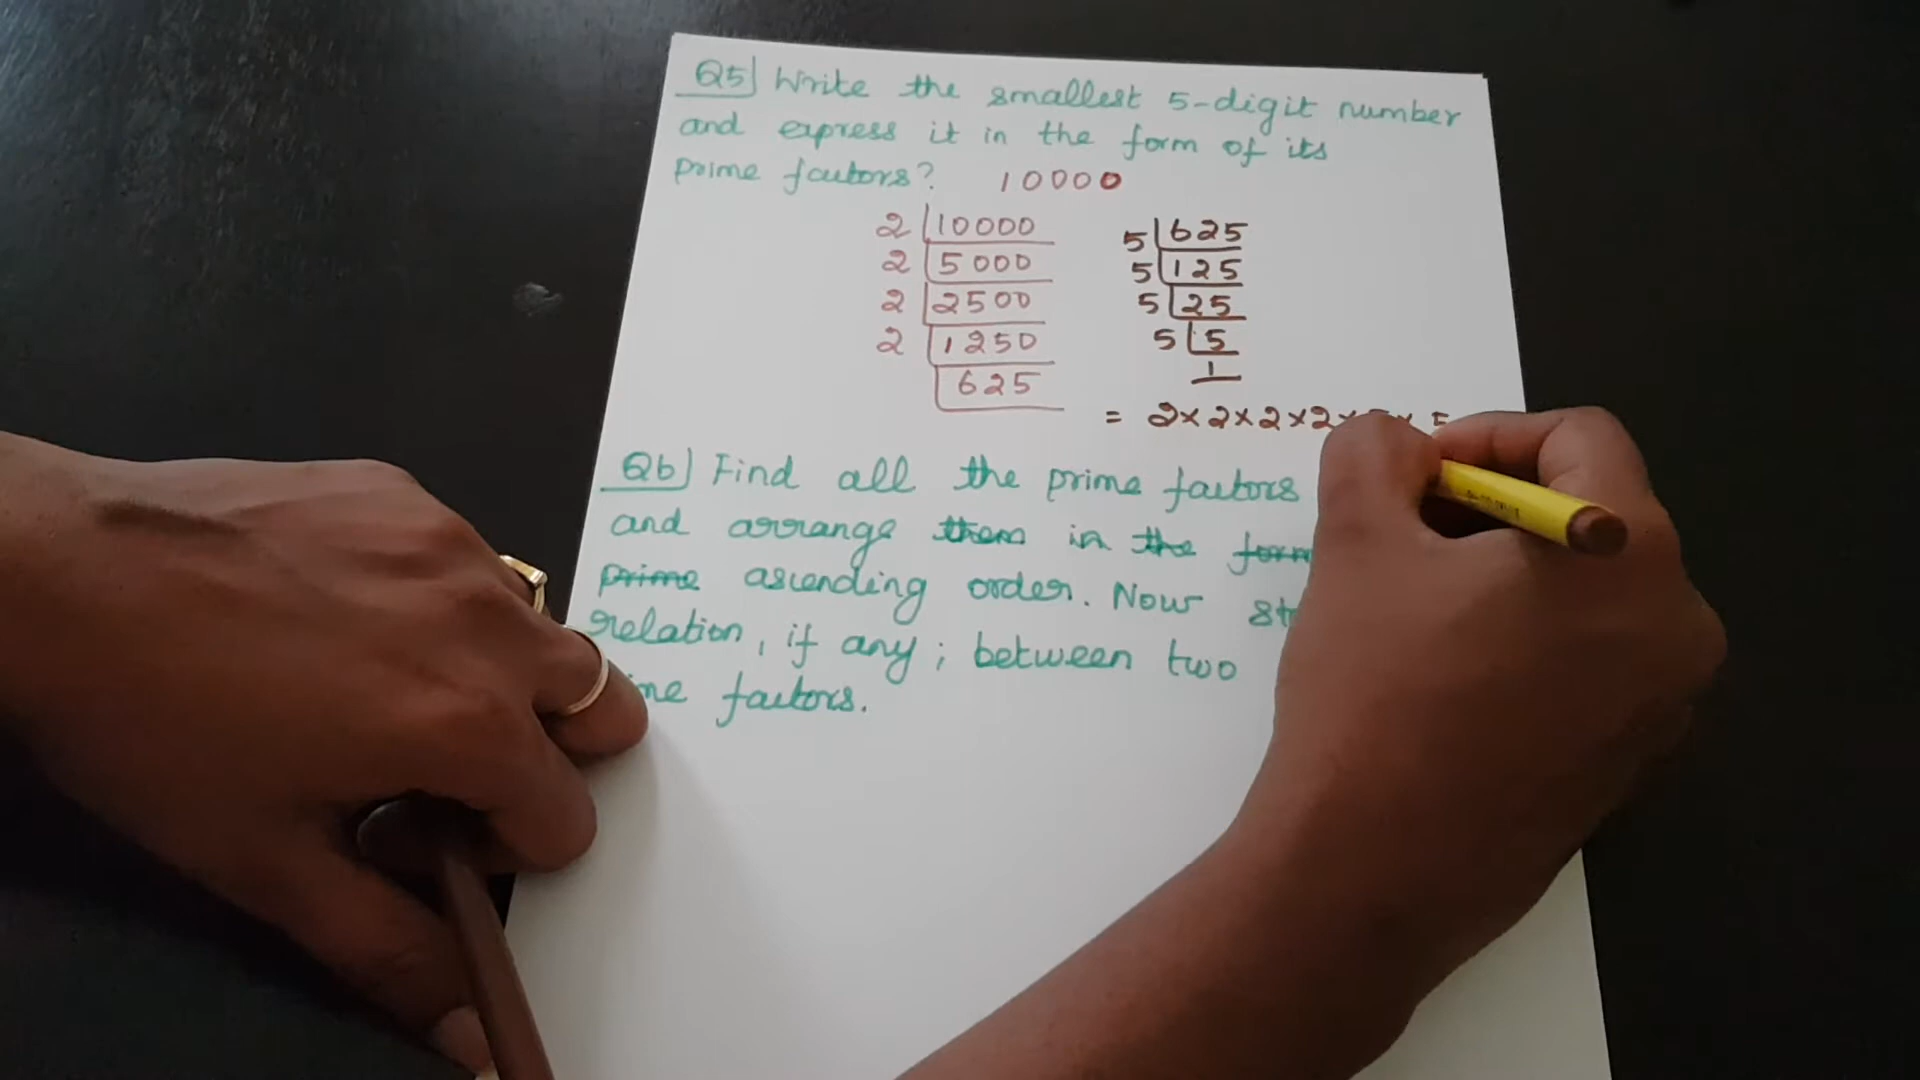 Q5 Write the smallest 5-digit number
and express it in the form of its
prime factors? 10000
2 10000
2 5000
2 2500
2 1250
625
5 625
5 125
5 25
5 5
1
= 2×2×2×2× × 5
Q6 Find all the prime factors
and arrange them in the form
prime ascending order. Now
relation, if any; between two
factors.